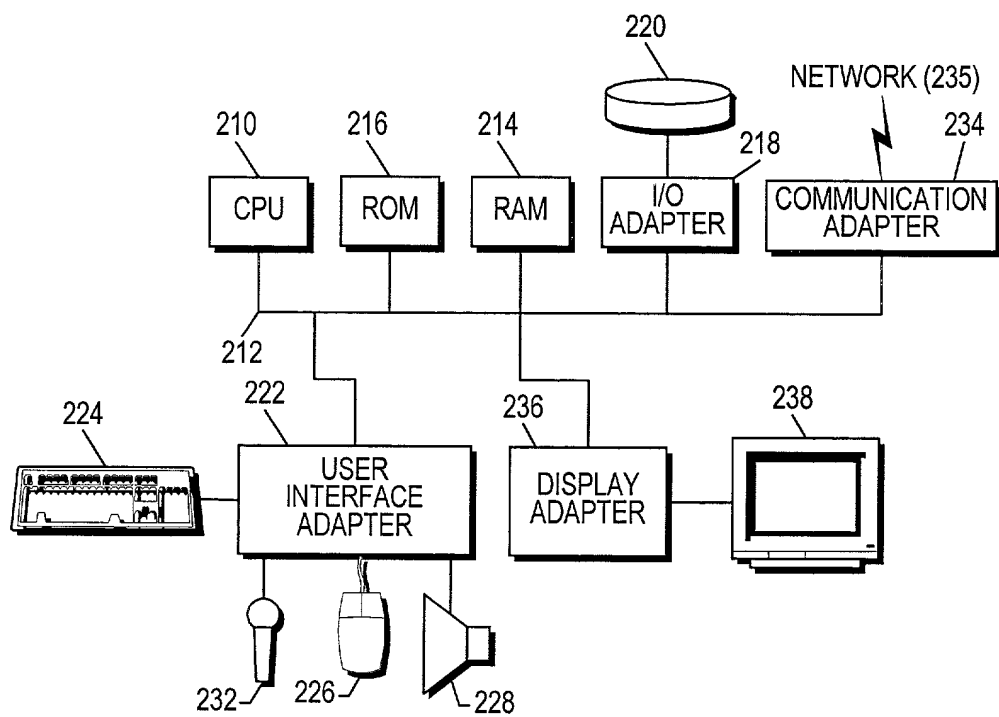 220
NETWORK (235)
210
216
214
218
234
CPU
ROM
RAM
I/O
ADAPTER
COMMUNICATION
ADAPTER
212
224
222
236
238
USER
INTERFACE
ADAPTER
DISPLAY
ADAPTER
232
226
228